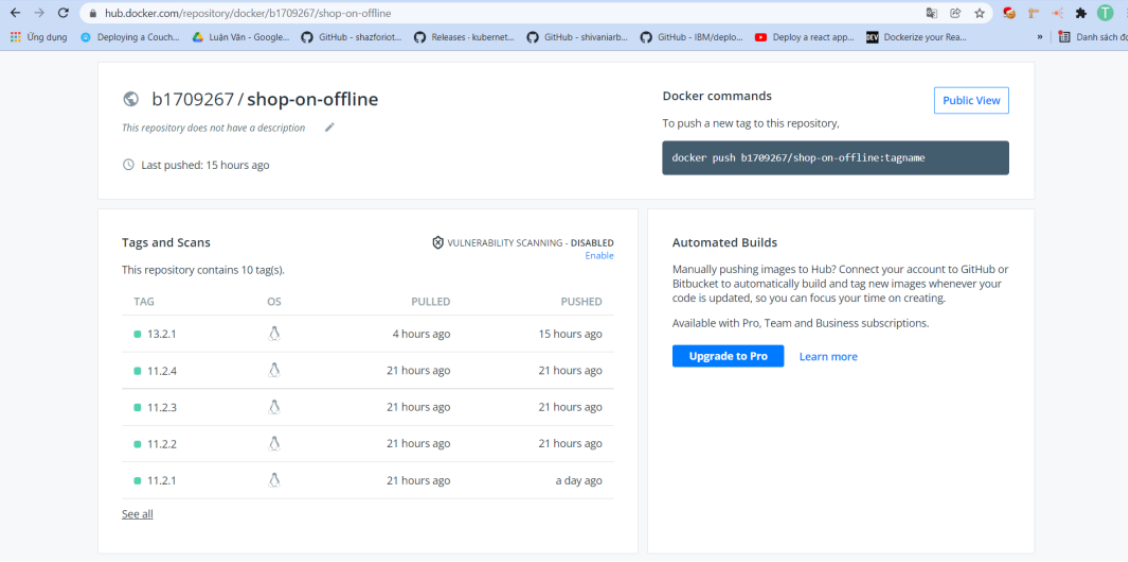 hub.docker.com/repository/docker/b1709267/shop-on-offline
T
Ứng dụng
Deploying a Couch...
Luận Văn - Google...
GitHub - shazforiot...
Releases · kubernet...
GitHub - shivaniarb...
GitHub - IBM/deplo...
Deploy a react app...
DEV
Dockerize your Rea...
»
Danh sách đọ
b1709267 / shop-on-offline
This repository does not have a description
Last pushed: 15 hours ago
Docker commands
Public View
To push a new tag to this repository,
docker push b1709267/shop-on-offline:tagname
Tags and Scans
VULNERABILITY SCANNING - DISABLED
Enable
This repository contains 10 tag(s).
TAG OS PULLED PUSHED
13.2.1 4 hours ago 15 hours ago
11.2.4 21 hours ago 21 hours ago
11.2.3 21 hours ago 21 hours ago
11.2.2 21 hours ago 21 hours ago
11.2.1 21 hours ago a day ago
See all
Automated Builds
Manually pushing images to Hub? Connect your account to GitHub or
Bitbucket to automatically build and tag new images whenever your
code is updated, so you can focus your time on creating.
Available with Pro, Team and Business subscriptions.
Upgrade to Pro
Learn more